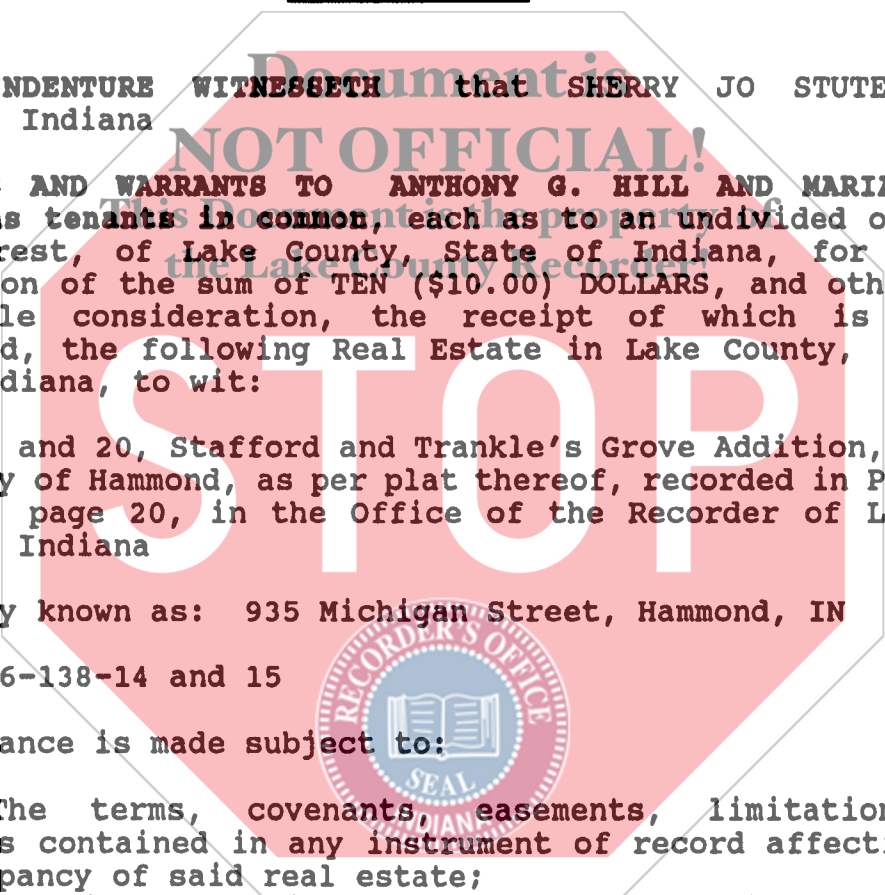 NDENTURE WITNESSETH that SHERRY JO STUTE
Indiana
AND WARRANTS TO ANTHONY G. HILL AND MARIA
s tenants in common, each as to an undivided o
rest, of Lake County, State of Indiana, for
on of the sum of TEN ($10.00) DOLLARS, and oth
le consideration, the receipt of which is
d, the following Real Estate in Lake County,
diana, to wit:
and 20, Stafford and Trankle's Grove Addition,
y of Hammond, as per plat thereof, recorded in P
page 20, in the Office of the Recorder of L
Indiana
y known as: 935 Michigan Street, Hammond, IN
6-138-14 and 15
ance is made subject to:
The terms, covenants, easements, limitation
s contained in any instrument of record affecti
pancy of said real estate;
Document is
NOT OFFICIAL!
This Document is the property of
the Lake County Recorder!
STOP
RECORDER'S OFFICE
SEAL
INDIANA